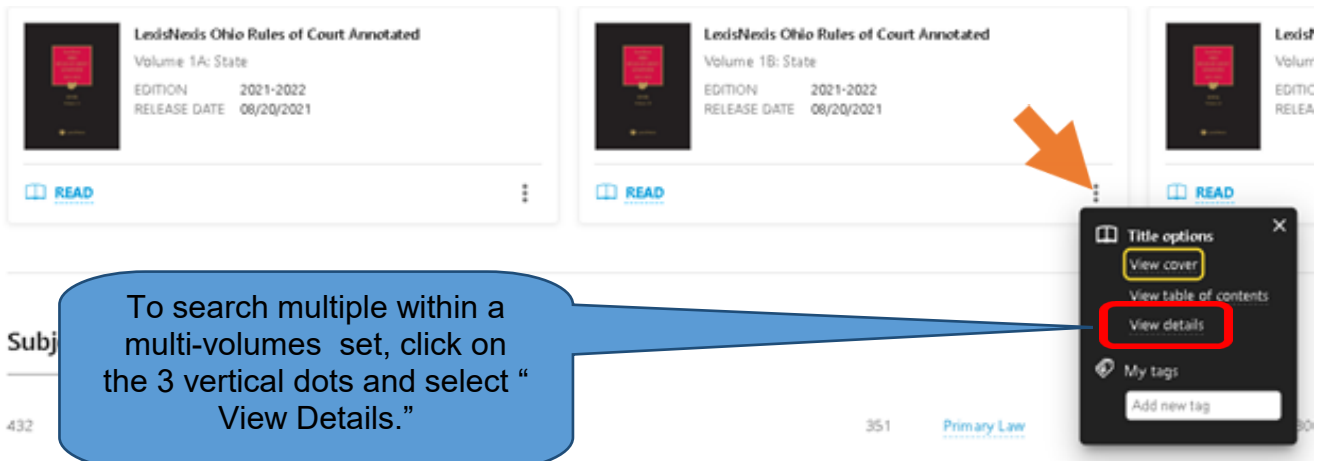 LexisNexis Ohio Rules of Court Annotated
Volume 1A: State
EDITION 2021-2022
RELEASE DATE 08/20/2021
READ
LexisNexis Ohio Rules of Court Annotated
Volume 1B: State
EDITION 2021-2022
RELEASE DATE 08/20/2021
READ
READ
Title options
View cover
View table of contents
View details
My tags
Add new tag
To search multiple within a
multi-volumes set, click on
the 3 vertical dots and select “
View Details.”
Subj
432
351 Primary Law